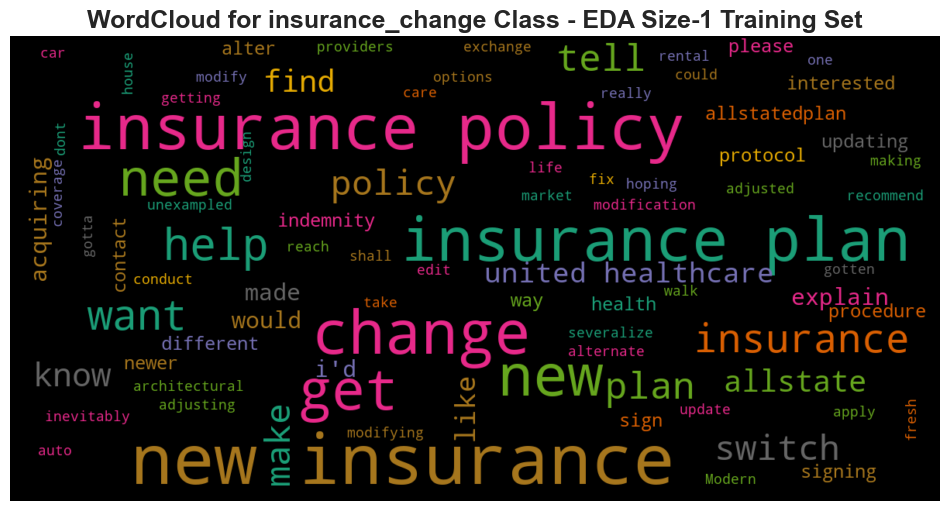 WordCloud for insurance_change Class - EDA Size-1 Training Set
car
house
modify
alter
providers
exchange
tell
rental
please
one
find
options
could
interested
getting
care
really
allstatedplan
insurance policy
dont
design
updating
protocol
making
coverage
acquiring
need
unexampled
policy
life
market
fix
hoping
modification
adjusted
recommend
gotta
contact
help
indemnity
reach
shall
insurance plan
conduct
edit
united healthcare
gotten
want
made
would
take
way
health
walk
explain
procedure
different
i'd
change
severalize
alternate
insurance
know
newer
architectural
adjusting
get
new
plan
allstate
inevitably
make
like
sign
update
apply
fresh
auto
modifying
new insurance
switch
Modern
signing